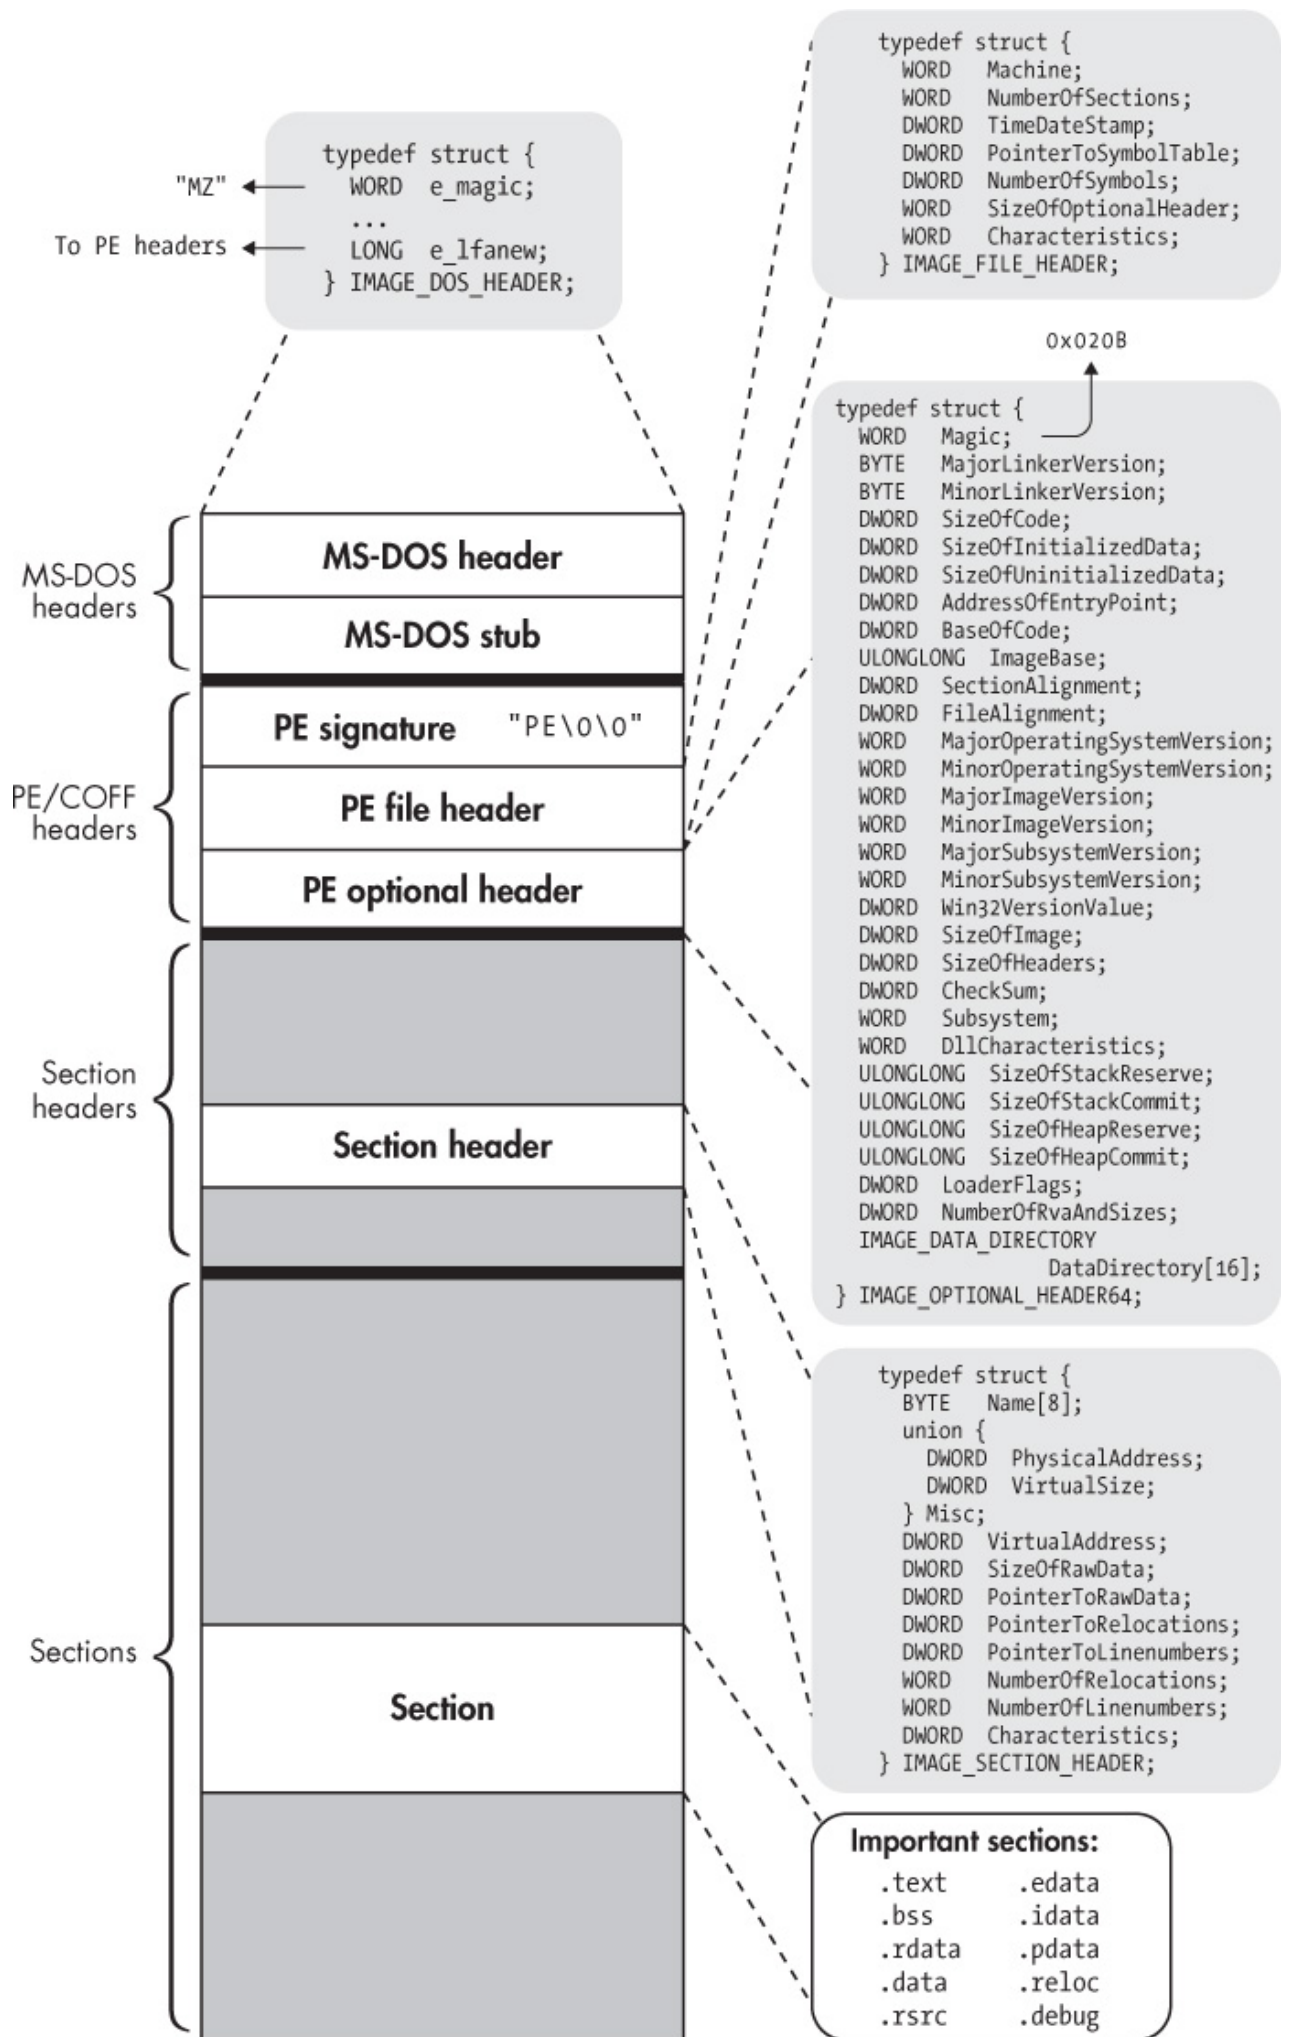 typedef struct {
WORD Machine;
WORD NumberOfSections;
DWORD TimeDateStamp;
DWORD PointerToSymbolTable;
DWORD NumberOfSymbols;
WORD SizeOfOptionalHeader;
WORD Characteristics;
} IMAGE_FILE_HEADER;
typedef struct {
"MZ" WORD e_magic;
...
To PE headers LONG e_lfanew;
} IMAGE_DOS_HEADER;
0x020B
typedef struct {
WORD Magic;
BYTE MajorLinkerVersion;
BYTE MinorLinkerVersion;
DWORD SizeOfCode;
DWORD SizeOfInitializedData;
DWORD SizeOfUninitializedData;
DWORD AddressOfEntryPoint;
DWORD BaseOfCode;
ULONGLONG ImageBase;
DWORD SectionAlignment;
DWORD FileAlignment;
WORD MajorOperatingSystemVersion;
WORD MinorOperatingSystemVersion;
WORD MajorImageVersion;
WORD MinorImageVersion;
WORD MajorSubsystemVersion;
WORD MinorSubsystemVersion;
DWORD Win32VersionValue;
DWORD SizeOfImage;
DWORD SizeOfHeaders;
DWORD CheckSum;
WORD Subsystem;
WORD DllCharacteristics;
ULONGLONG SizeOfStackReserve;
ULONGLONG SizeOfStackCommit;
ULONGLONG SizeOfHeapReserve;
ULONGLONG SizeOfHeapCommit;
DWORD LoaderFlags;
DWORD NumberOfRvaAndSizes;
IMAGE_DATA_DIRECTORY
DataDirectory[16];
} IMAGE_OPTIONAL_HEADER64;
MS-DOS
headers
MS-DOS header
MS-DOS stub
PE/COFF
headers
PE signature "PE\0\0"
PE file header
PE optional header
Section
headers
Section header
Sections
Section
typedef struct {
BYTE Name[8];
union {
DWORD PhysicalAddress;
DWORD VirtualSize;
} Misc;
DWORD VirtualAddress;
DWORD SizeOfRawData;
DWORD PointerToRawData;
DWORD PointerToRelocations;
DWORD PointerToLinenumbers;
WORD NumberOfRelocations;
WORD NumberOfLinenumbers;
DWORD Characteristics;
} IMAGE_SECTION_HEADER;
Important sections:
.text .edata
.bss .idata
.rdata .pdata
.data .reloc
.rsrc .debug